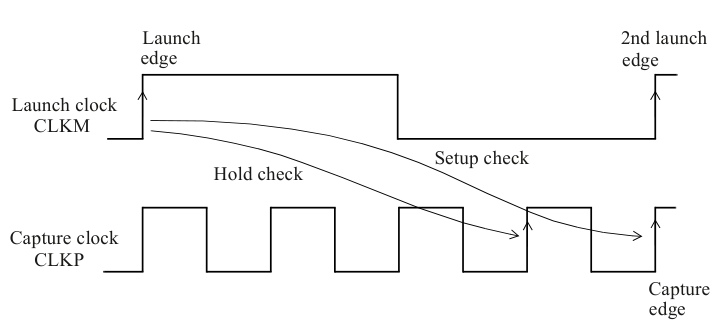 Launch
edge
2nd launch
edge
Launch clock
CLKM
Setup check
Hold check
Capture clock
CLKP
Capture
edge